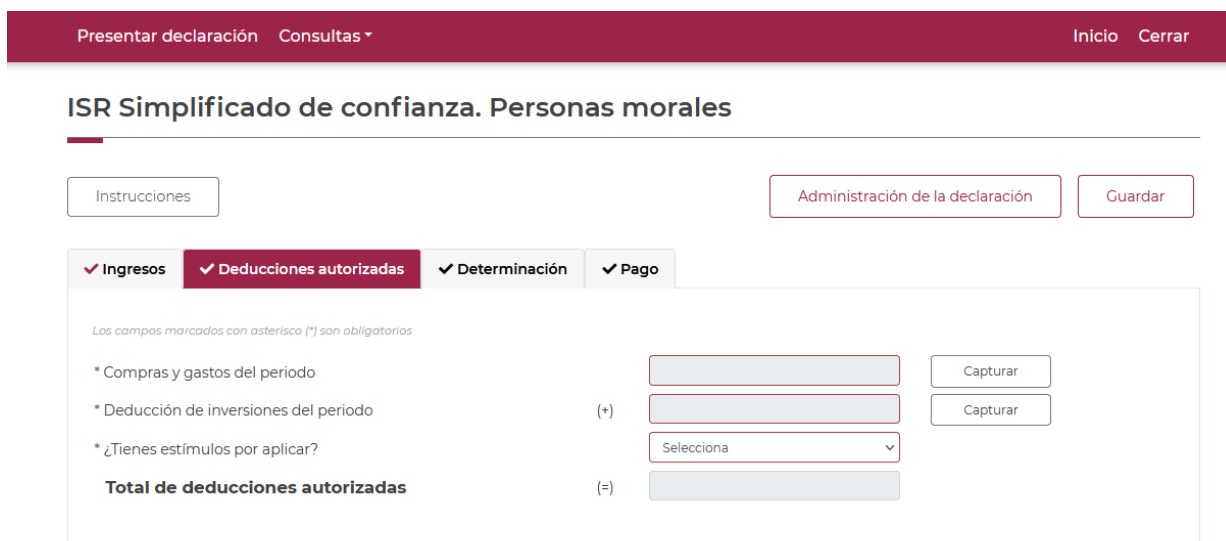 Presentar declaración Consultas Inicio Cerrar
ISR Simplificado de confianza. Personas morales
Instrucciones Administración de la declaración Guardar
Ingresos Deducciones autorizadas Determinación Pago
Los campos marcados con asterisco (*) son obligatorios
* Compras y gastos del periodo Capturar
* Deducción de inversiones del periodo (+) Capturar
* ¿Tienes estímulos por aplicar? Selecciona
Total de deducciones autorizadas (=)